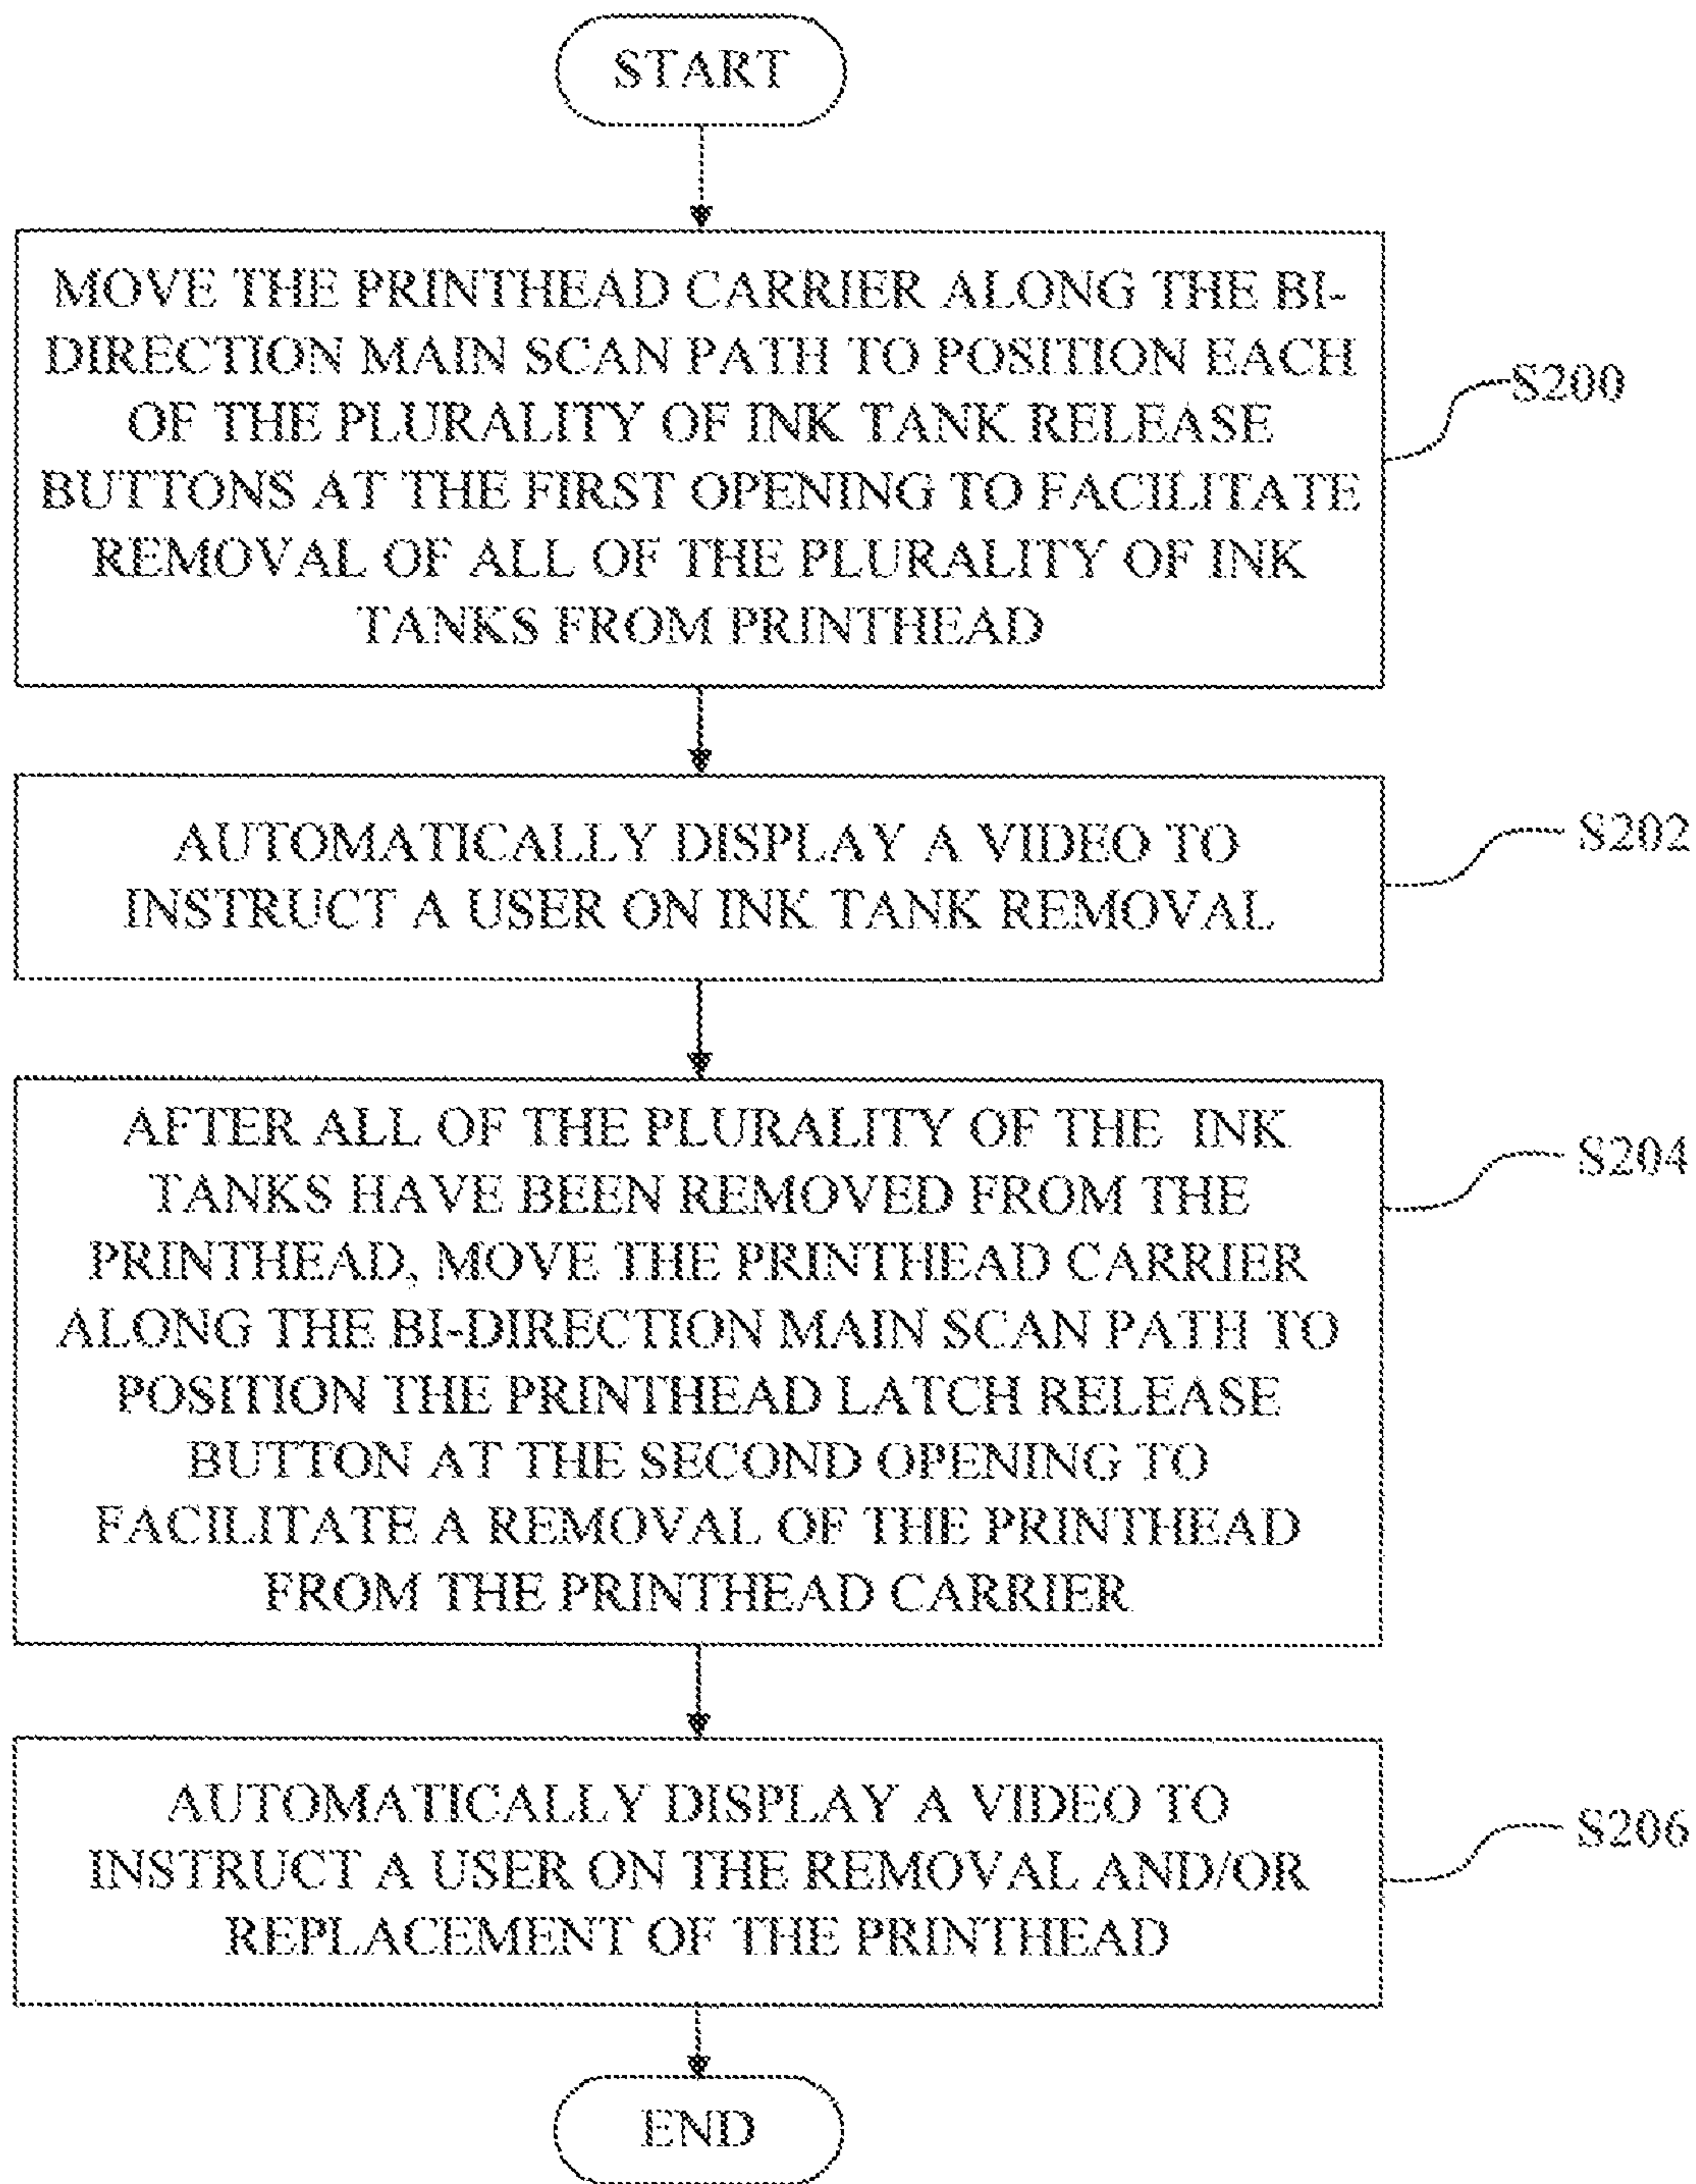 START
MOVE THE PRINTHEAD CARRIER ALONG THE BI-
DIRECTION MAIN SCAN PATH TO POSITION EACH
OF THE PLURALITY OF INK TANK RELEASE
BUTTONS AT THE FIRST OPENING TO FACILITATE
REMOVAL OF ALL OF THE PLURALITY OF INK
TANKS FROM PRINTHEAD
S200
AUTOMATICALLY DISPLAY A VIDEO TO
INSTRUCT A USER ON INK TANK REMOVAL
S202
AFTER ALL OF THE PLURALITY OF THE INK
TANKS HAVE BEEN REMOVED FROM THE
PRINTHEAD, MOVE THE PRINTHEAD CARRIER
ALONG THE BI-DIRECTION MAIN SCAN PATH TO
POSITION THE PRINTHEAD LATCH RELEASE
BUTTON AT THE SECOND OPENING TO
FACILITATE A REMOVAL OF THE PRINTHEAD
FROM THE PRINTHEAD CARRIER
S204
AUTOMATICALLY DISPLAY A VIDEO TO
INSTRUCT A USER ON THE REMOVAL AND/OR
REPLACEMENT OF THE PRINTHEAD
S206
END